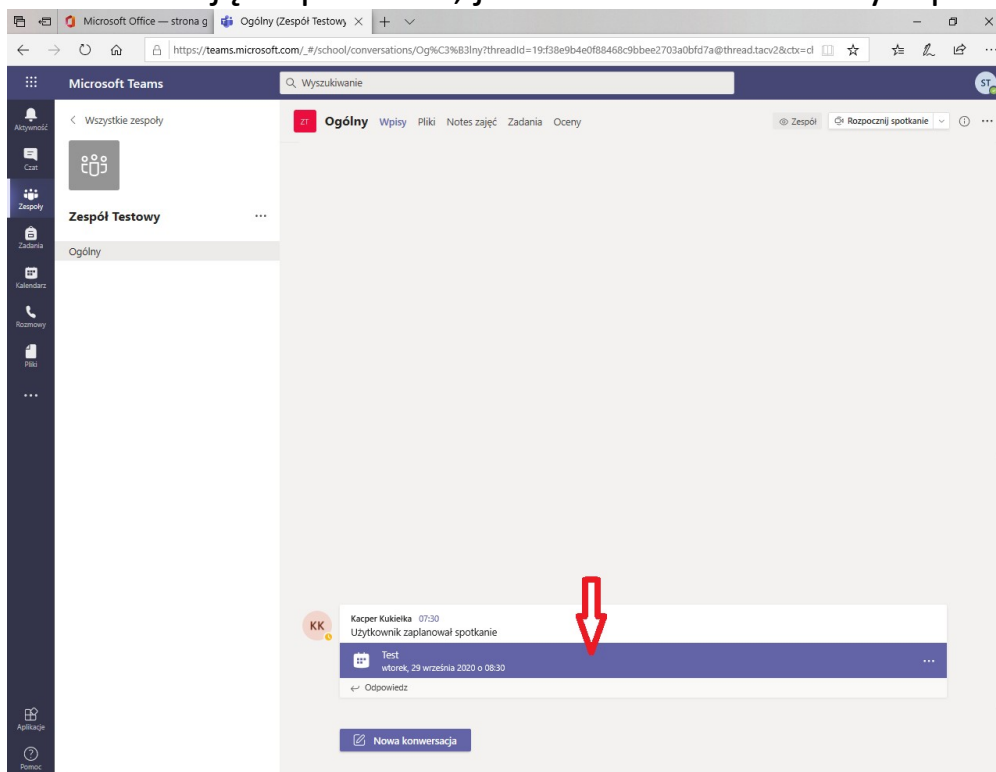 Microsoft Office — strona g
Ogólny (Zespół Testowy
https://teams.microsoft.com/_#/school/conversations/Og%C3%B3lny?threadId=19:f38e9b4e0f88468c9bbee2703a0bfd7a@thread.tacv2&ctx=cl
Microsoft Teams
Wyszukiwanie
ST
Aktywność
Czat
Zespoły
Zadania
Kalendarz
Rozmowy
Pliki
Aplikacje
Pomoc
Wszystkie zespoły
Zespół Testowy
Ogólny
ZT Ogólny Wpisy Pliki Notes zajęć Zadania Oceny
Zespół Rozpocznij spotkanie
KK
Kacper Kukiełka 07:30
Użytkownik zaplanował spotkanie
Test
wtorek, 29 września 2020 o 08:30
Odpowiedz
Nowa konwersacja